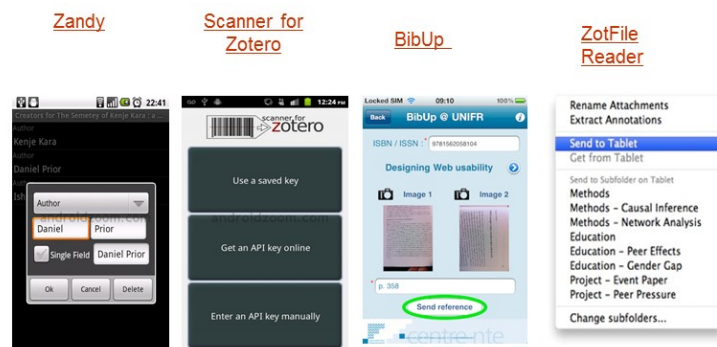 Zandy
Scanner for
Zotero
BibUp
ZotFile
Reader
22:41
Creators for The Semetey of Kenje Kara : a ...
Author
Kenje Kara
Author
Daniel Prior
Ish
Author
Daniel
Prior
Single Field
Daniel Prior
Ok
Cancel
Delete
androidzoom.com
12:24 PM
scanner for
zotero
Use a saved key
Get an API key online
Enter an API key manually
androidzoom.com
Locked SIM
09:10
100%
Back
BibUp @ UNIFR
ISBN / ISSN :*
9781562058104
Designing Web usability
Image 1
Image 2
* p. 358
Send reference
centre-nte
Rename Attachments
Extract Annotations
Send to Tablet
Get from Tablet
Send to Subfolder on Tablet
Methods
Methods – Causal Inference
Methods – Network Analysis
Education
Education – Peer Effects
Education – Gender Gap
Project – Event Paper
Project – Peer Pressure
Change subfolders...